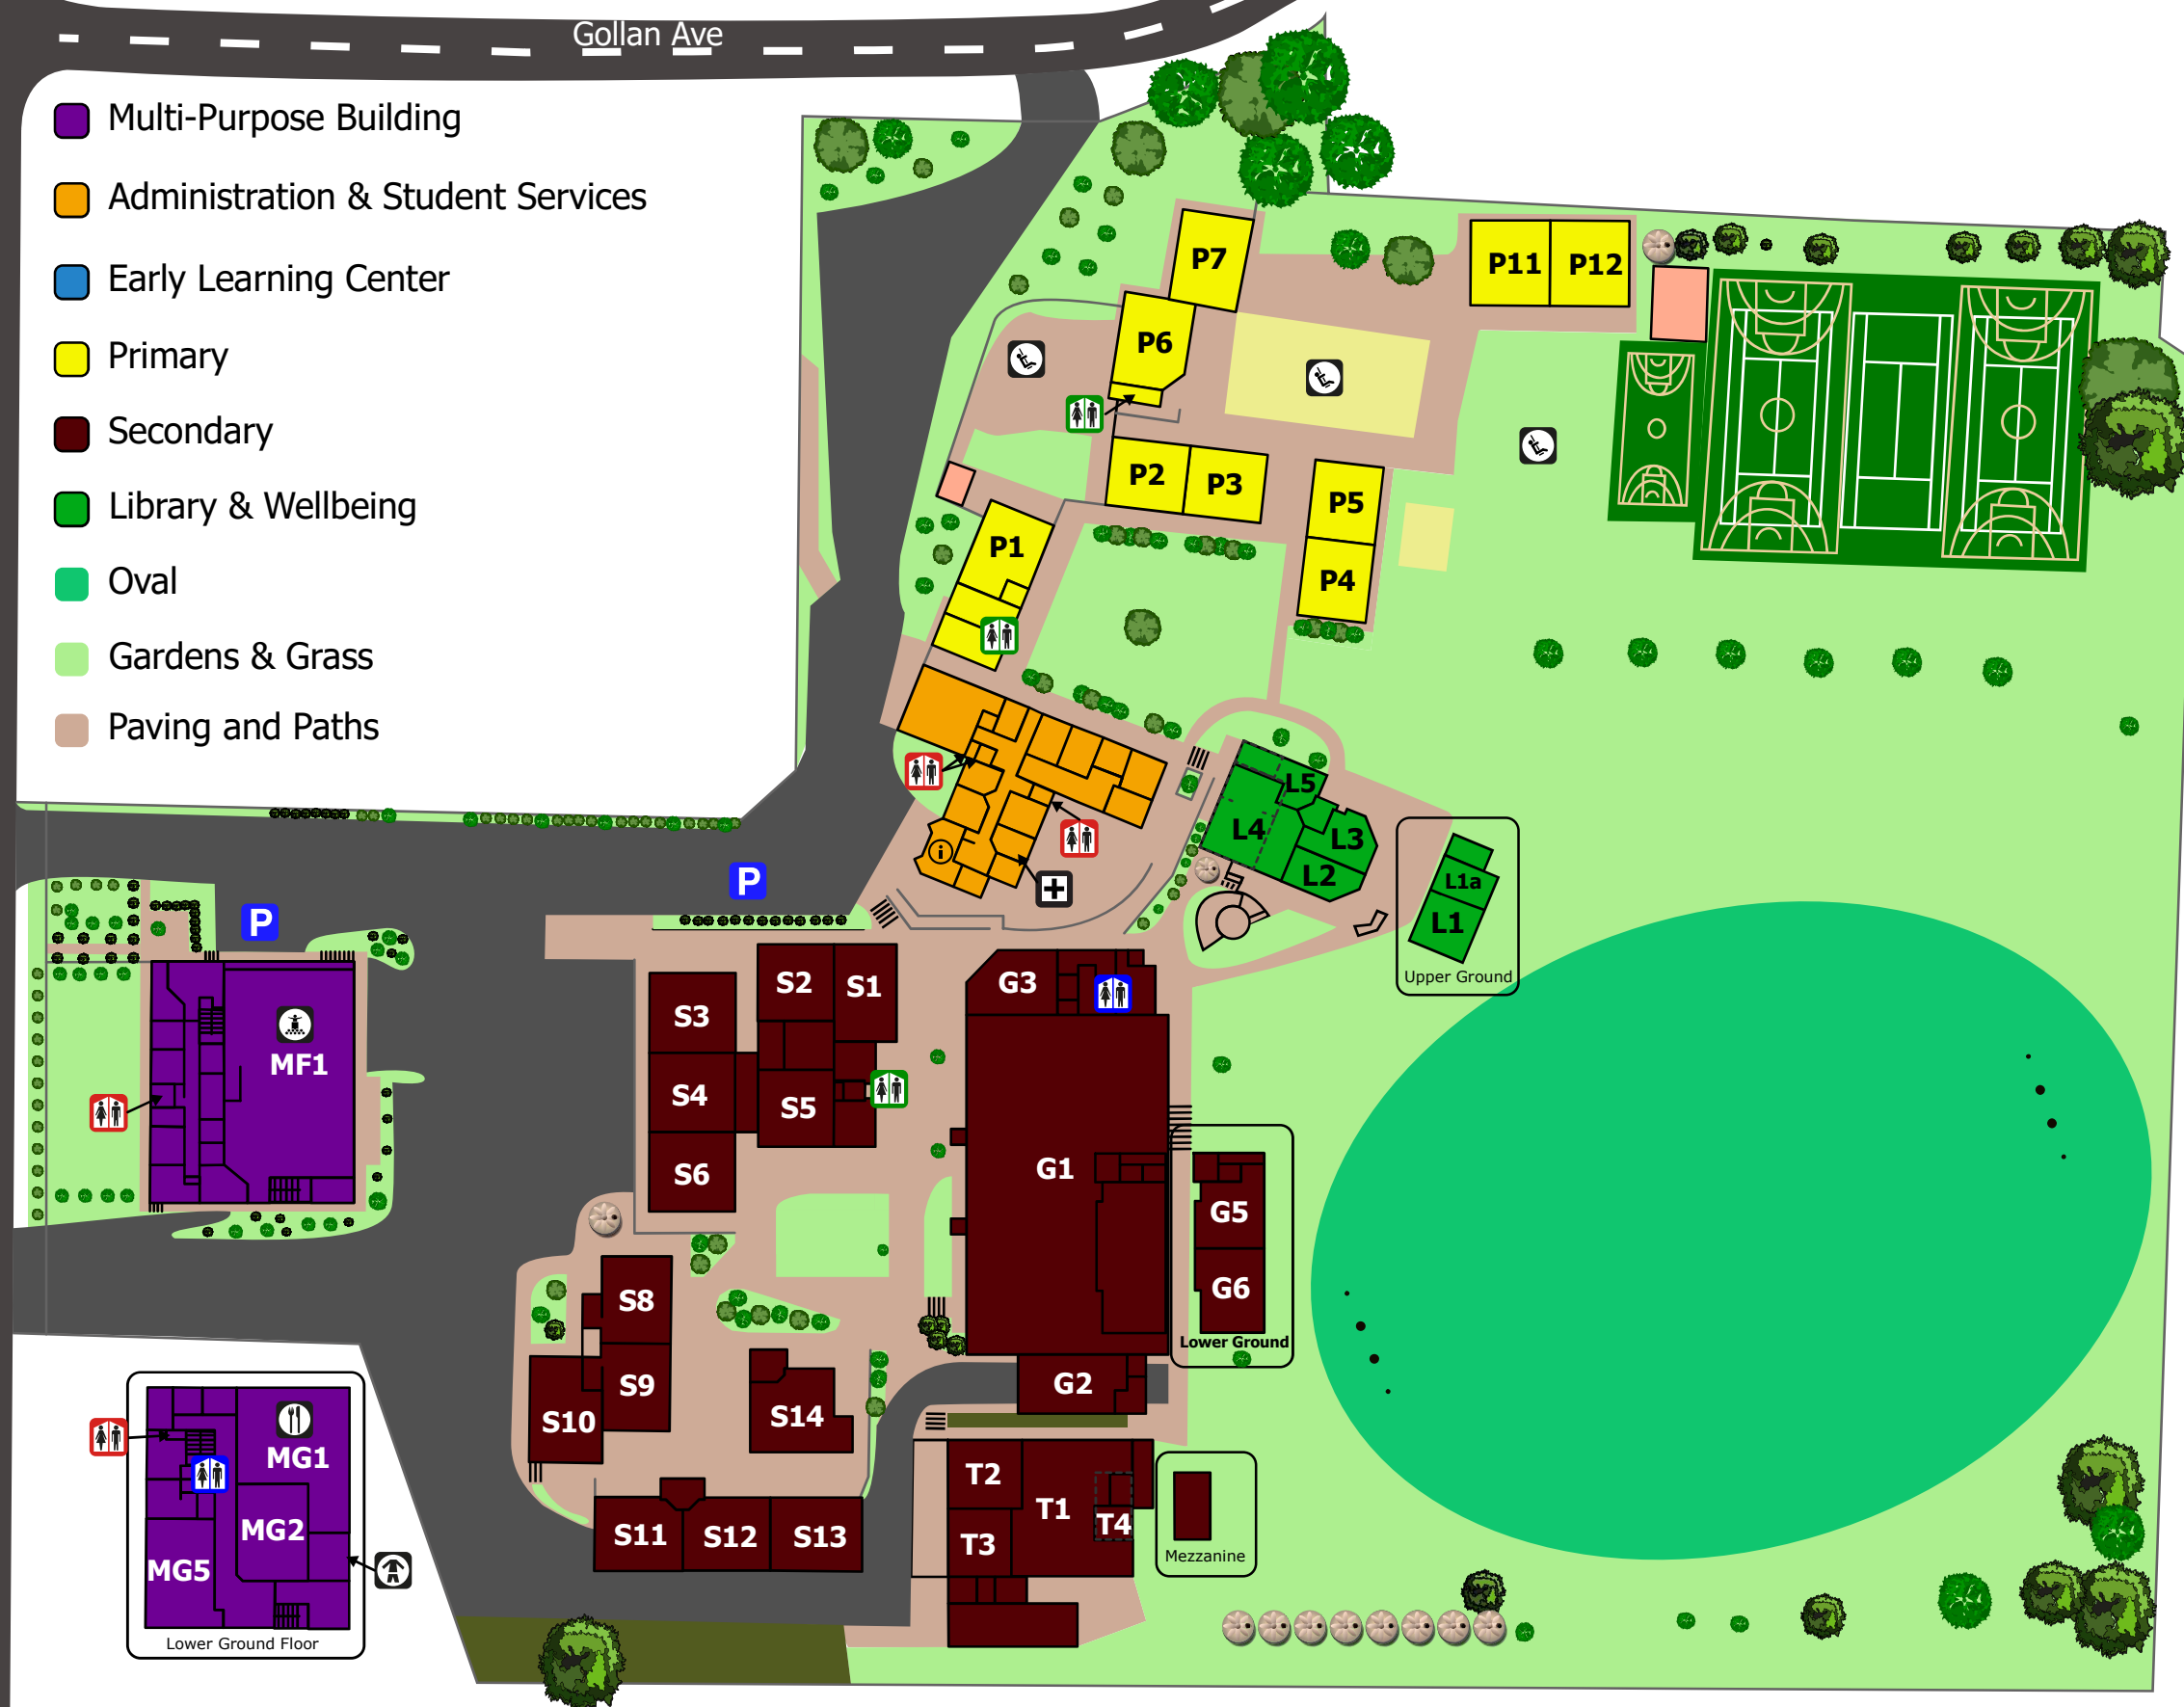 Gollan Ave
Multi-Purpose Building
Administration & Student Services
Early Learning Center
Primary
Secondary
Library & Wellbeing
Oval
Gardens & Grass
Paving and Paths
P7
P11
P12
P6
P2
P3
P5
P1
P4
L5
L4
L3
L2
L1a
L1
Upper Ground
i
P
P
S3
S2
S1
G3
MF1
S4
S5
S6
G1
G5
G6
Lower Ground
S8
S9
S10
S14
G2
MG1
MG2
MG5
Lower Ground Floor
S11
S12
S13
T2
T1
T3
T4
Mezzanine